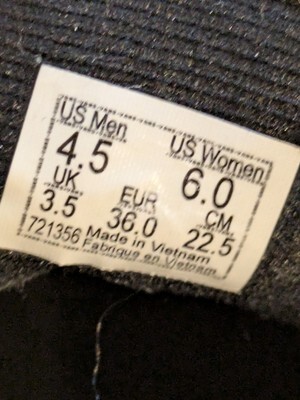 US Men US Women
4.5 6.0
UK EUR CM
3.5 36.0 22.5
721356 Made in Vietnam
Fabrique en Vietnam